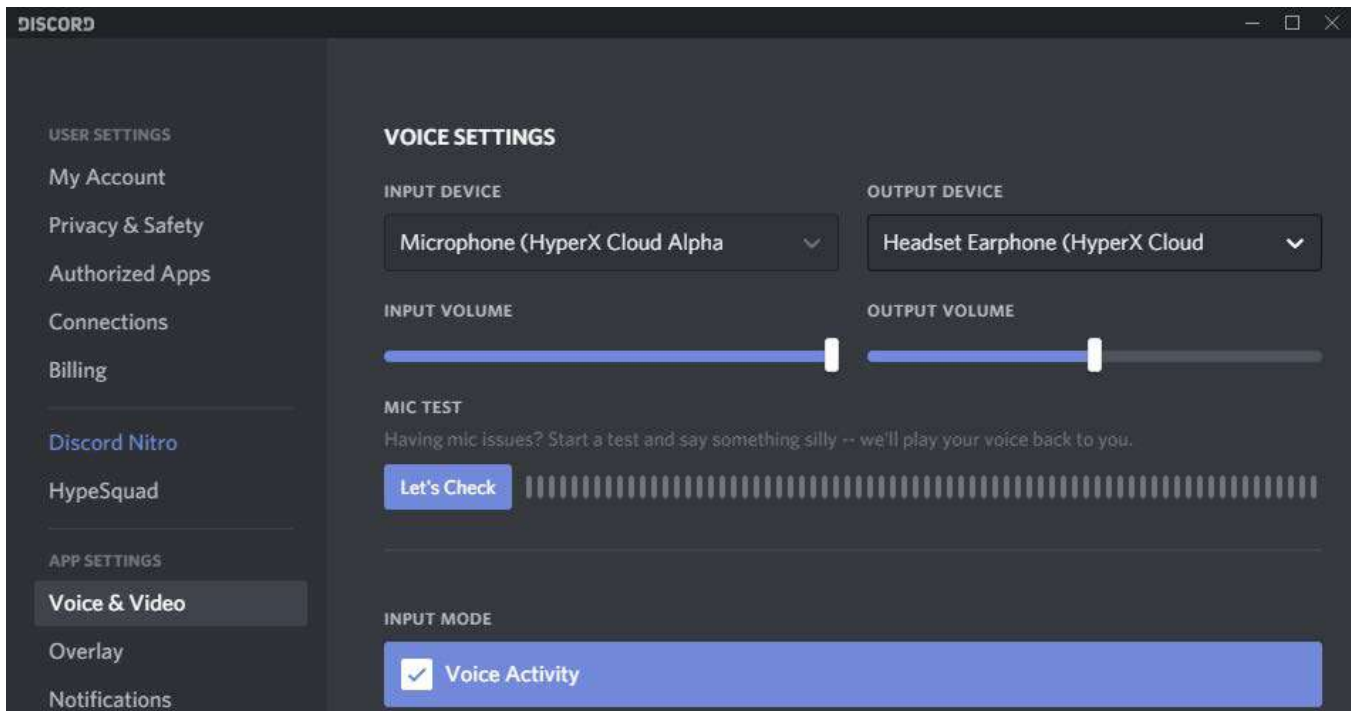 DISCORD
USER SETTINGS
My Account
Privacy & Safety
Authorized Apps
Connections
Billing
Discord Nitro
HypeSquad
APP SETTINGS
Voice & Video
Overlay
Notifications
VOICE SETTINGS
INPUT DEVICE
Microphone (HyperX Cloud Alpha
OUTPUT DEVICE
Headset Earphone (HyperX Cloud
INPUT VOLUME
OUTPUT VOLUME
MIC TEST
Having mic issues? Start a test and say something silly -- we'll play your voice back to you.
Let's Check
INPUT MODE
Voice Activity